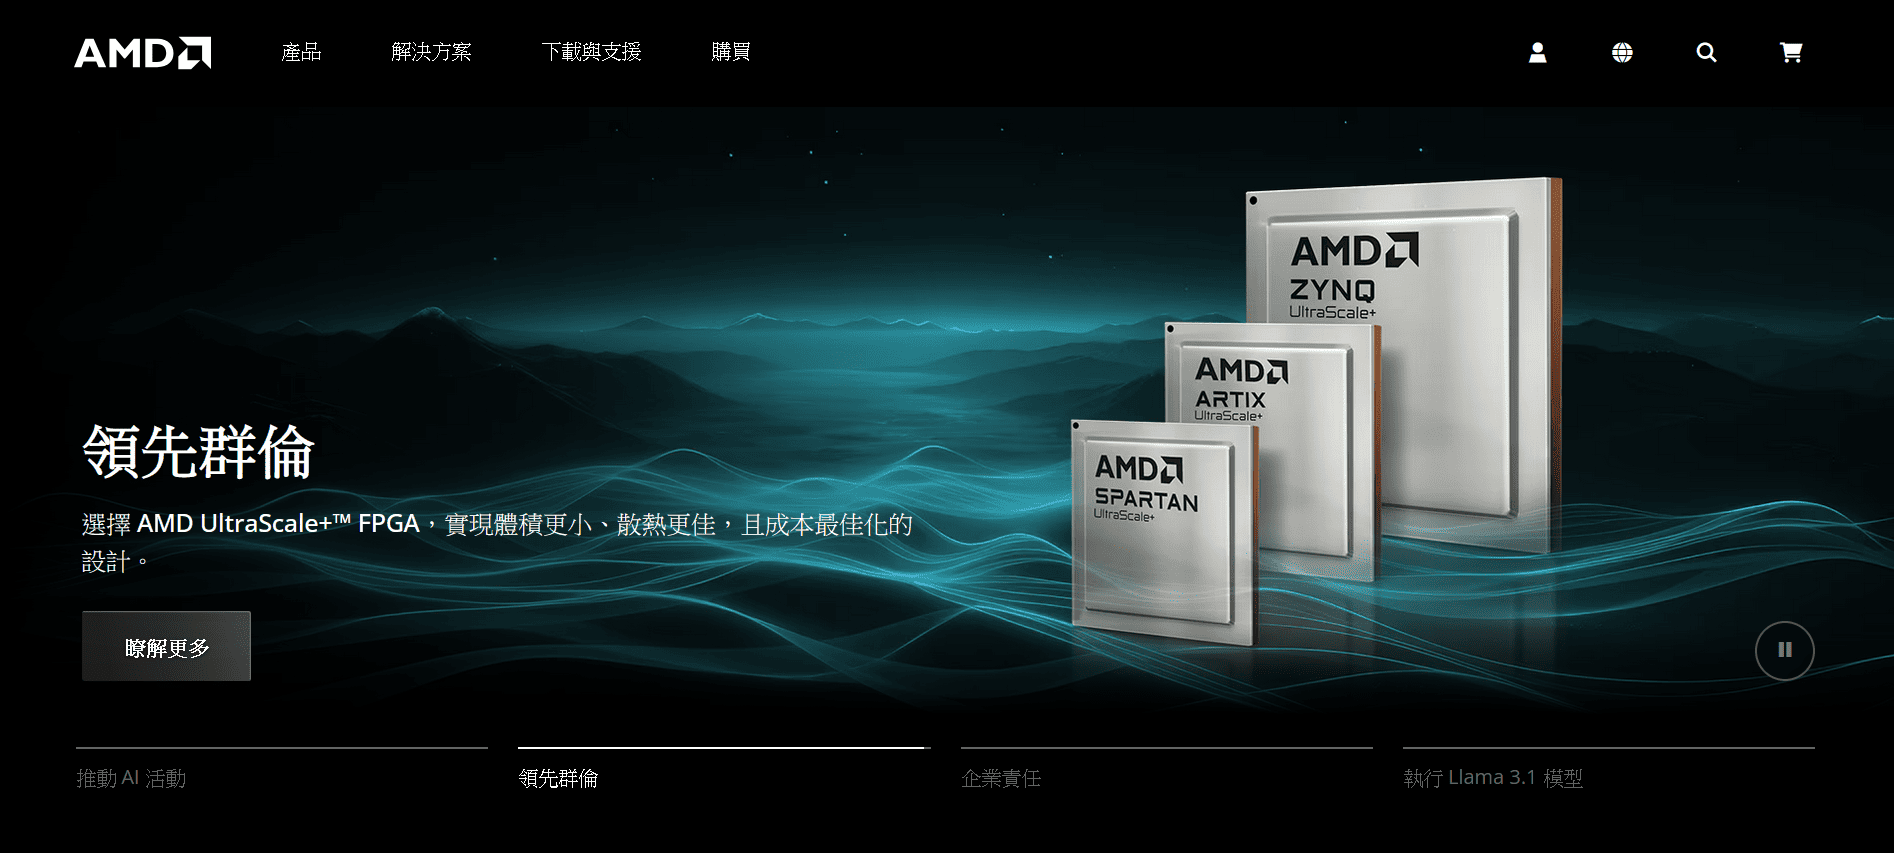 AMD
產品
解決方案
下載與支援
購買
AMD
ZYNQ
UltraScale+
AMD
ARTIX
UltraScale+
AMD
SPARTAN
UltraScale+
領先群倫
選擇 AMD UltraScale+™ FPGA，實現體積更小、散熱更佳，且成本最佳化的
設計。
瞭解更多
推動 AI 活動
領先群倫
企業責任
執行 Llama 3.1 模型